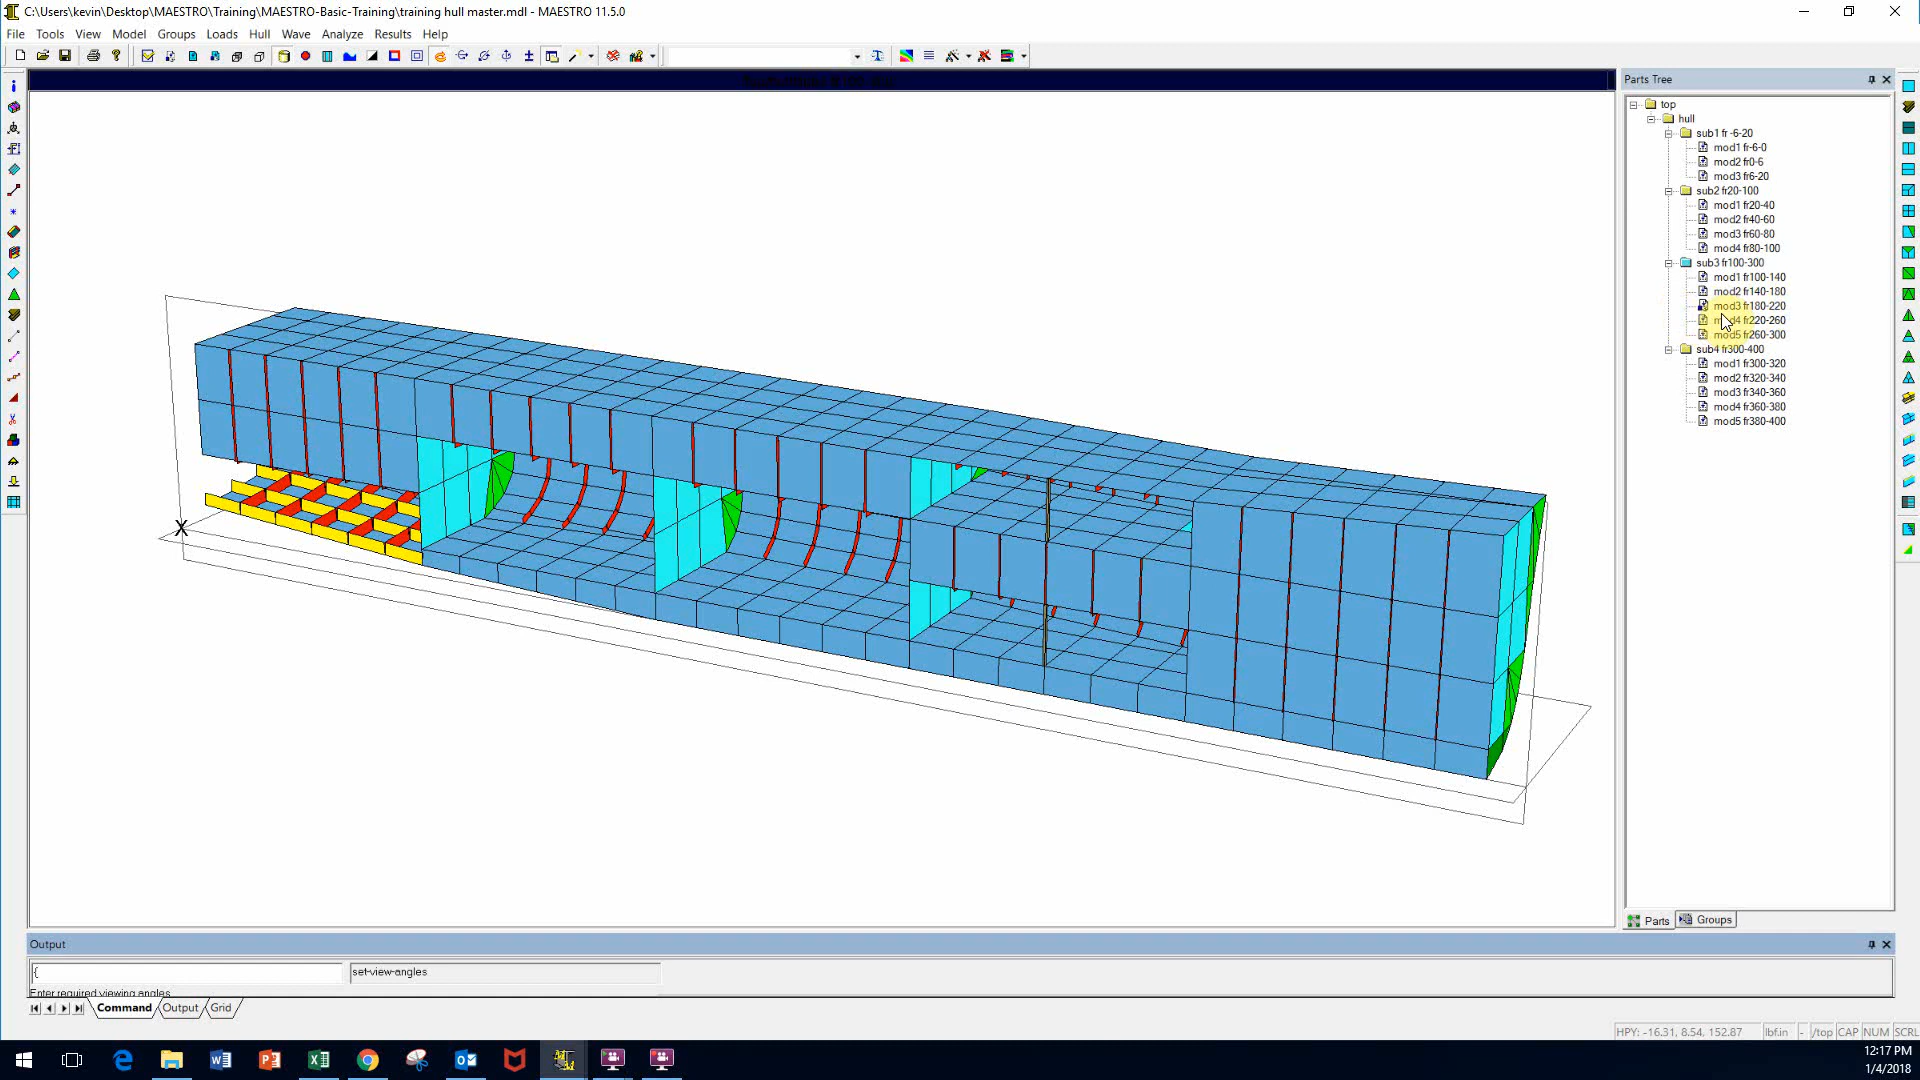 C:\Users\kevin\Desktop\MAESTRO\Training\MAESTRO-Basic-Training\training hull master.mdl - MAESTRO 11.5.0
File Tools View Model Groups Loads Hull Wave Analyze Results Help
Parts Tree
top
hull
sub1 fr -6-20
mod1 fr-6-0
mod2 fr0-6
mod3 fr6-20
sub2 fr20-100
mod1 fr20-40
mod2 fr40-60
mod3 fr60-80
mod4 fr80-100
sub3 fr100-300
mod1 fr100-140
mod2 fr140-180
mod3 fr180-220
mod4 fr220-260
mod5 fr260-300
sub4 fr300-400
mod1 fr300-320
mod2 fr320-340
mod3 fr340-360
mod4 fr360-380
mod5 fr380-400
X
Parts Groups
Output
{ set-view-angles
Enter required viewing angles
Command Output Grid
HPY: -16.31, 8.54, 152.87 lbf.in - /top CAP NUM SCRL
12:17 PM
1/4/2018